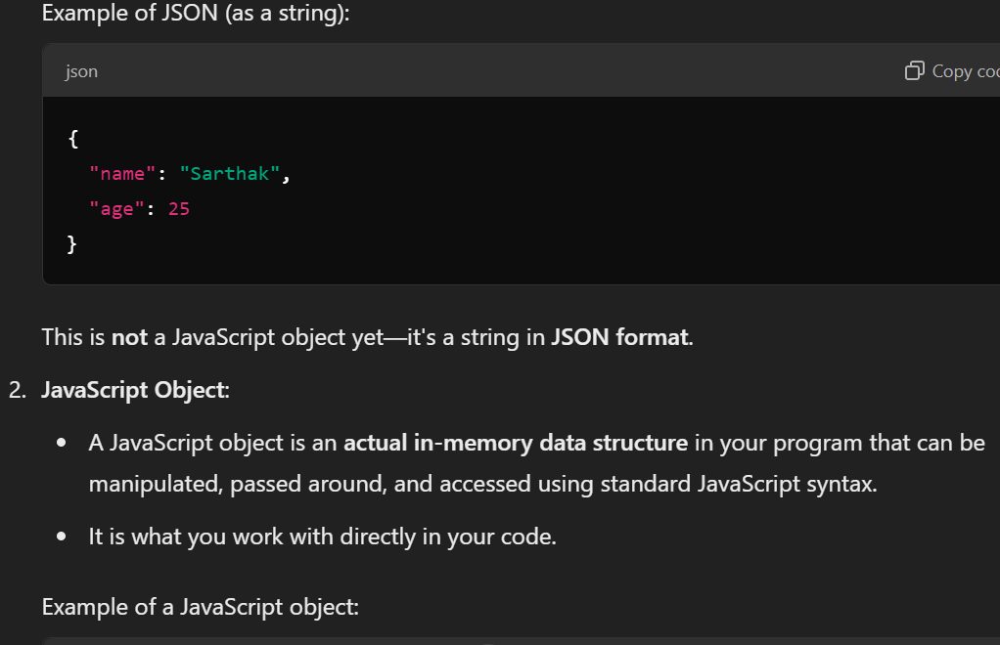 Example of JSON (as a string):
json
Copy
{
"name": "Sarthak",
"age": 25
}
This is not a JavaScript object yet—it's a string in JSON format.
2. JavaScript Object:
• A JavaScript object is an actual in-memory data structure in your program that can be
manipulated, passed around, and accessed using standard JavaScript syntax.
• It is what you work with directly in your code.
Example of a JavaScript object: